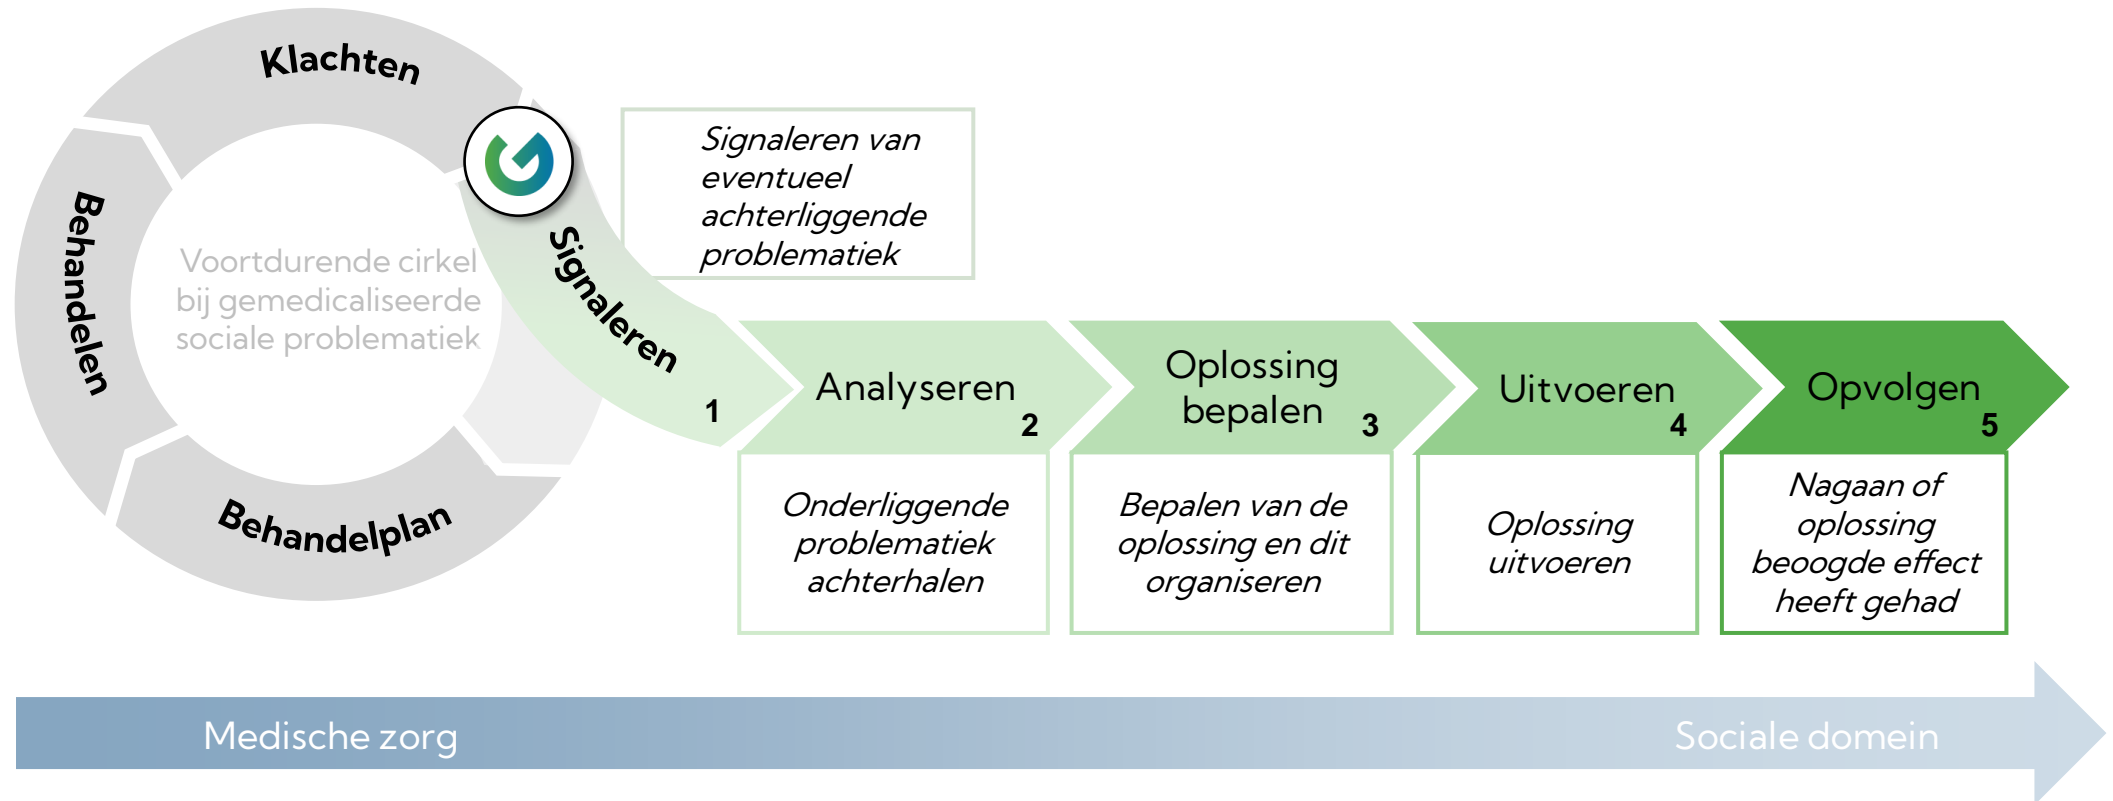 Klachten
Behandelen
Behandelplan
Voortdurende cirkel
bij gemedicaliseerde
sociale problematiek
Signaleren
1
Signaleren van
eventueel
achterliggende
problematiek
Analyseren
2
Onderliggende
problematiek
achterhalen
Oplossing
bepalen
3
Bepalen van de
oplossing en dit
organiseren
Uitvoeren
4
Oplossing
uitvoeren
Opvolgen
5
Nagaan of
oplossing
beoogde effect
heeft gehad
Medische zorg
Sociale domein